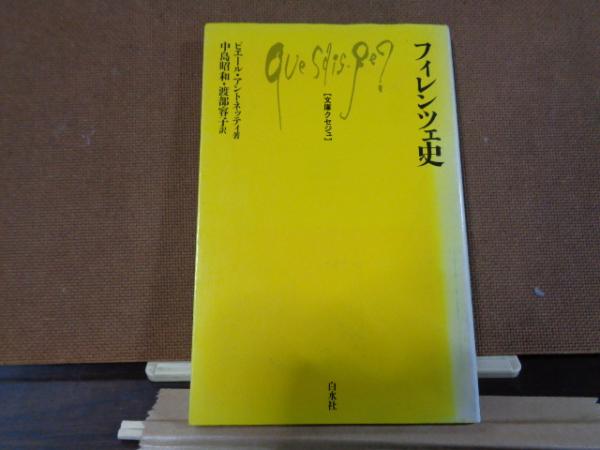 フィレンツェ史
Que Sais-Je?
[文庫クセジュ]
ピエール・アントネッティ著
中島昭和・渡部容子訳
白水社